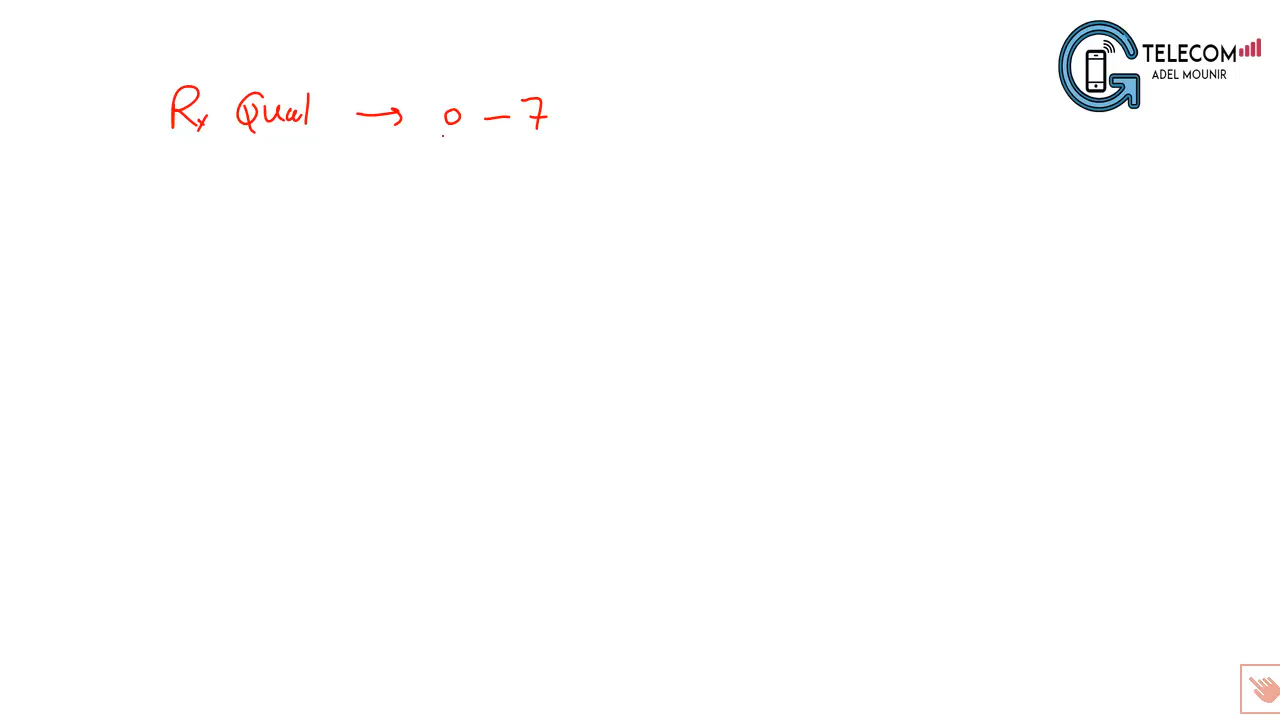 TELECOM
ADEL MOUNIR
Rx Qual → 0 – 7